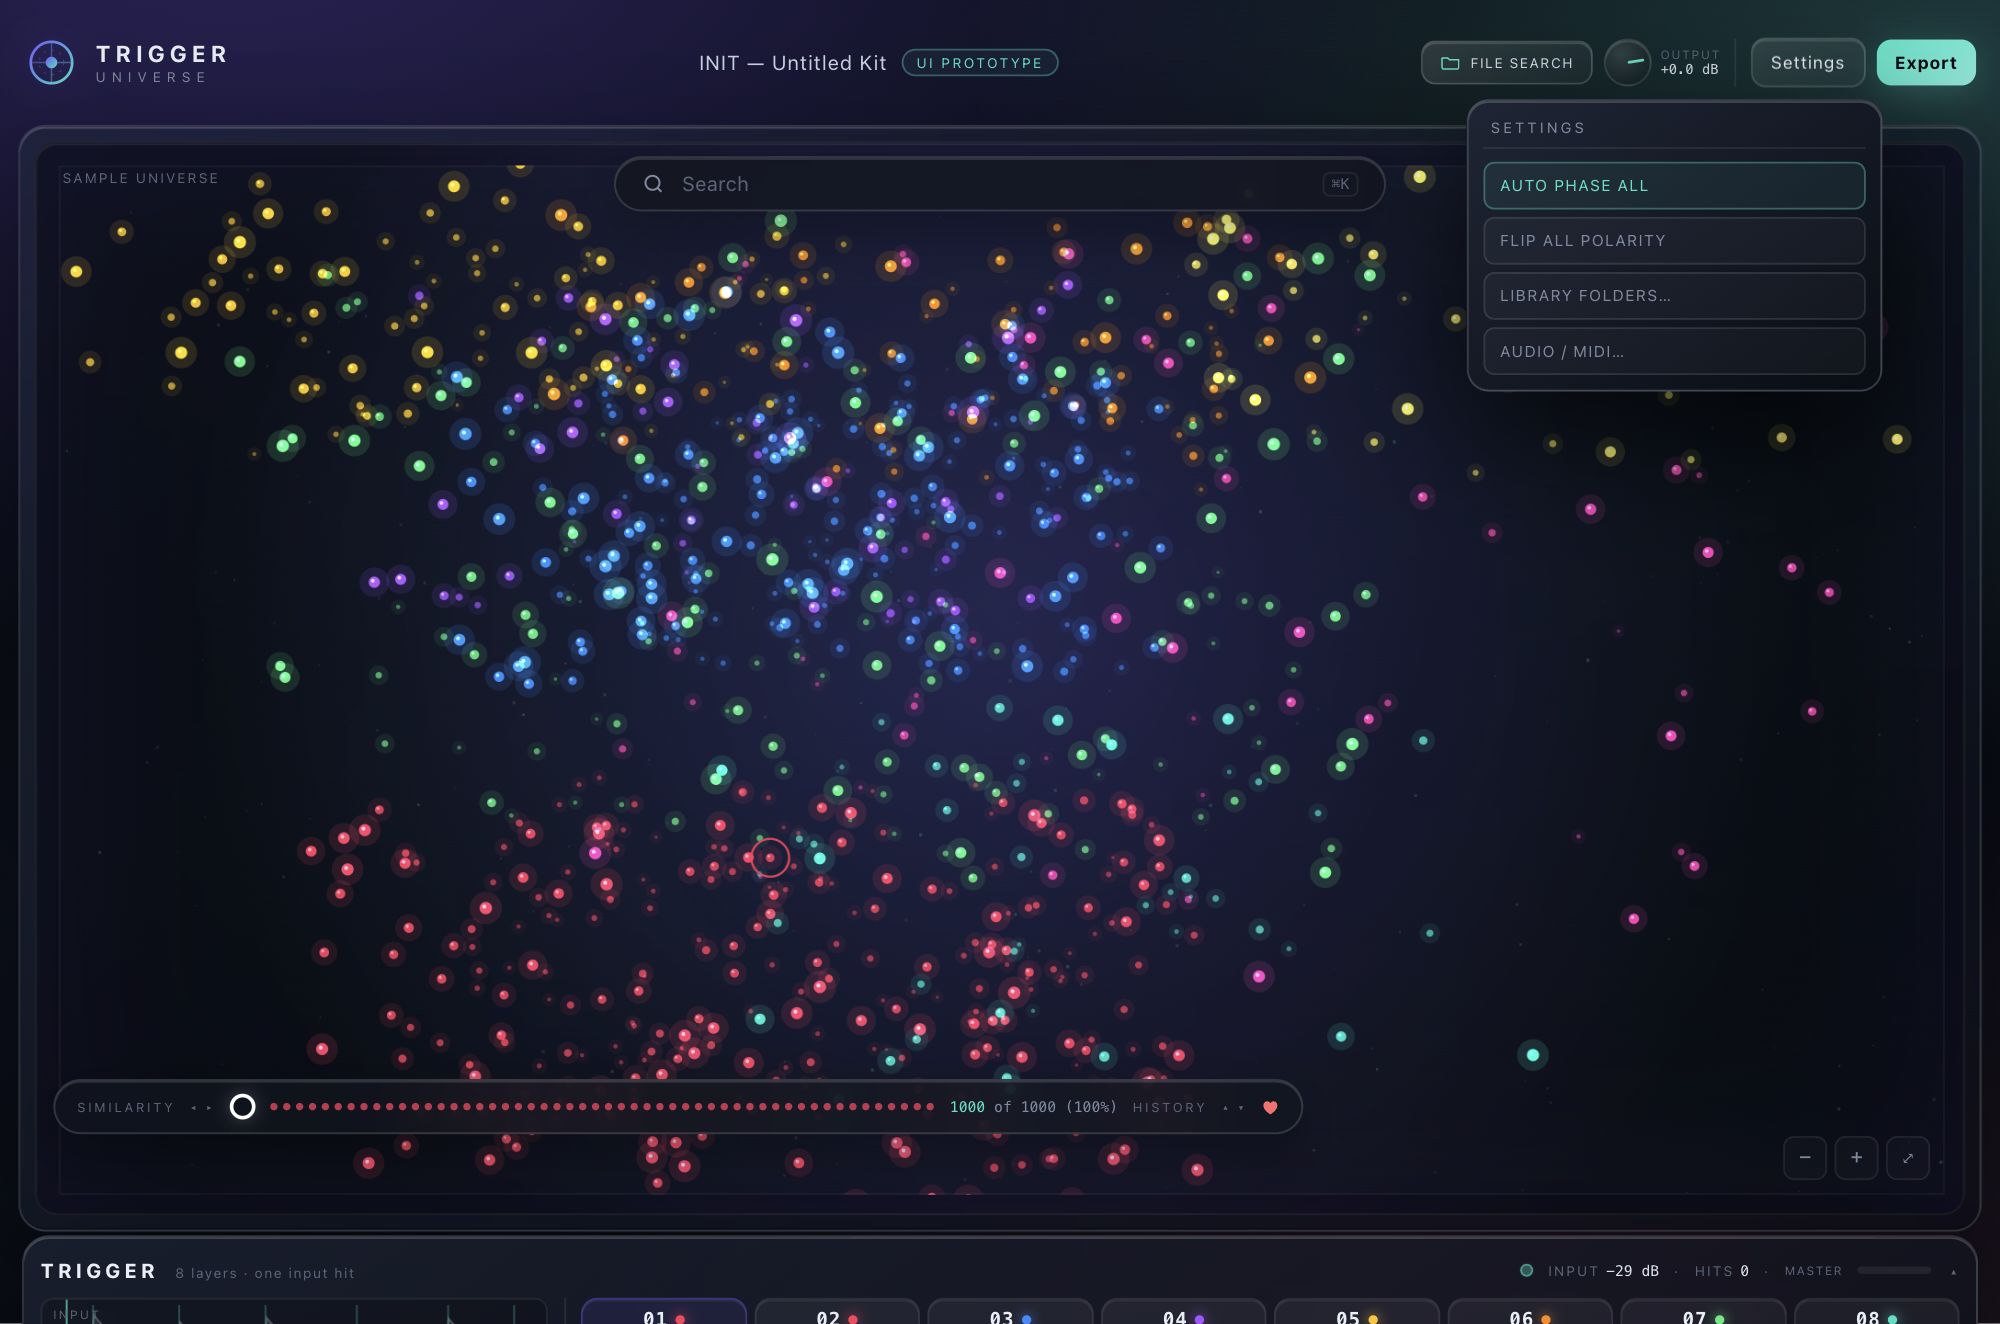 TRIGGER
UNIVERSE
INIT — Untitled Kit
UI PROTOTYPE
FILE SEARCH
OUTPUT
+0.0 dB
Settings
Export
SETTINGS
AUTO PHASE ALL
FLIP ALL POLARITY
LIBRARY FOLDERS…
AUDIO / MIDI…
SAMPLE UNIVERSE
Search
⌘K
SIMILARITY
1000 of 1000 (100%)
HISTORY
TRIGGER
8 layers · one input hit
INPUT −29 dB · HITS 0 · MASTER
INPUT
01
02
03
04
05
06
07
08